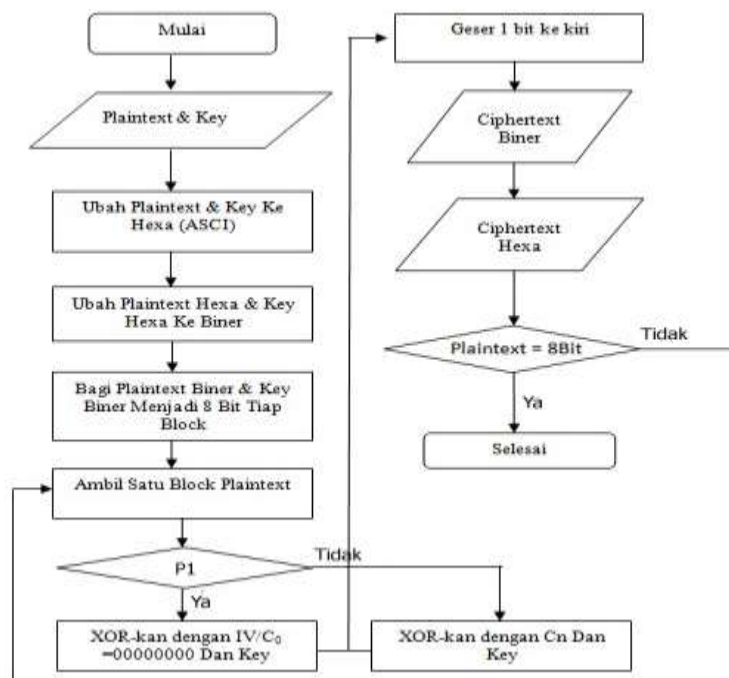 Mulai
Plaintext & Key
Ubah Plaintext & Key Ke
Hexa (ASCI)
Ubah Plaintext Hexa & Key
Hexa Ke Biner
Bagi Plaintext Biner & Key
Biner Menjadi 8 Bit Tiap
Block
Ambil Satu Block Plaintext
P1
Tidak
Ya
XOR-kan dengan IV/C₀
=00000000 Dan Key
XOR-kan dengan Cn Dan
Key
Geser 1 bit ke kiri
Ciphertext
Biner
Ciphertext
Hexa
Plaintext = 8Bit
Tidak
Ya
Selesai